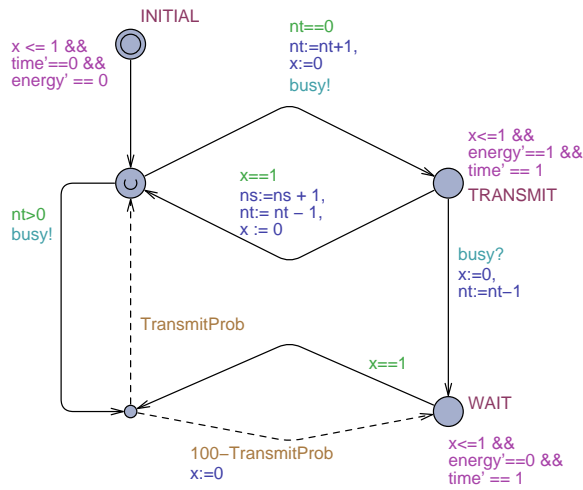 INITIAL
x <= 1 &&
time'==0 &&
energy' == 0
nt==0
nt:=nt+1,
x:=0
busy!
x<=1 &&
energy'==1 &&
time' == 1
TRANSMIT
x==1
ns:=ns + 1,
nt:= nt − 1,
x := 0
nt>0
busy!
busy?
x:=0,
nt:=nt−1
TransmitProb
x==1
WAIT
100−TransmitProb
x:=0
x<=1 &&
energy'==0 &&
time' == 1